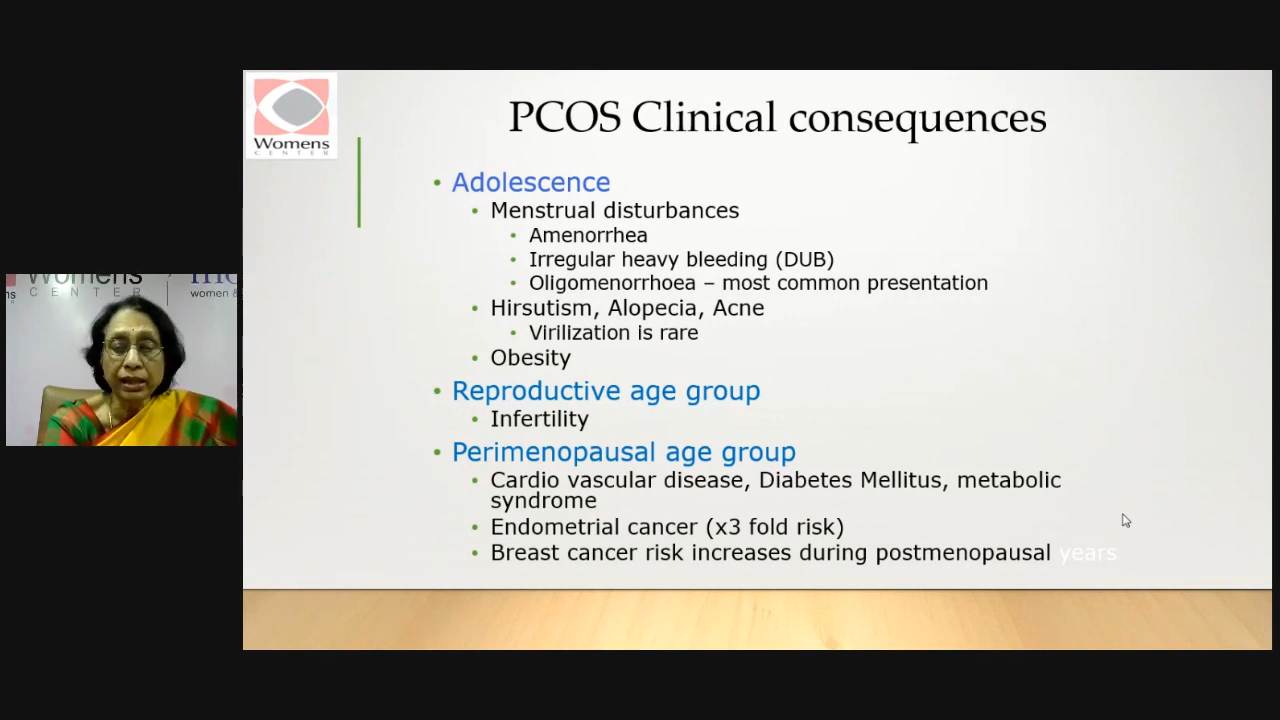 Womens
CENTER
PCOS Clinical consequences
• Adolescence
• Menstrual disturbances
• Amenorrhea
• Irregular heavy bleeding (DUB)
• Oligomenorrhoea – most common presentation
• Hirsutism, Alopecia, Acne
• Virilization is rare
• Obesity
• Reproductive age group
• Infertility
• Perimenopausal age group
• Cardio vascular disease, Diabetes Mellitus, metabolic
syndrome
• Endometrial cancer (x3 fold risk)
• Breast cancer risk increases during postmenopausal years
Womens
CENTER
women &